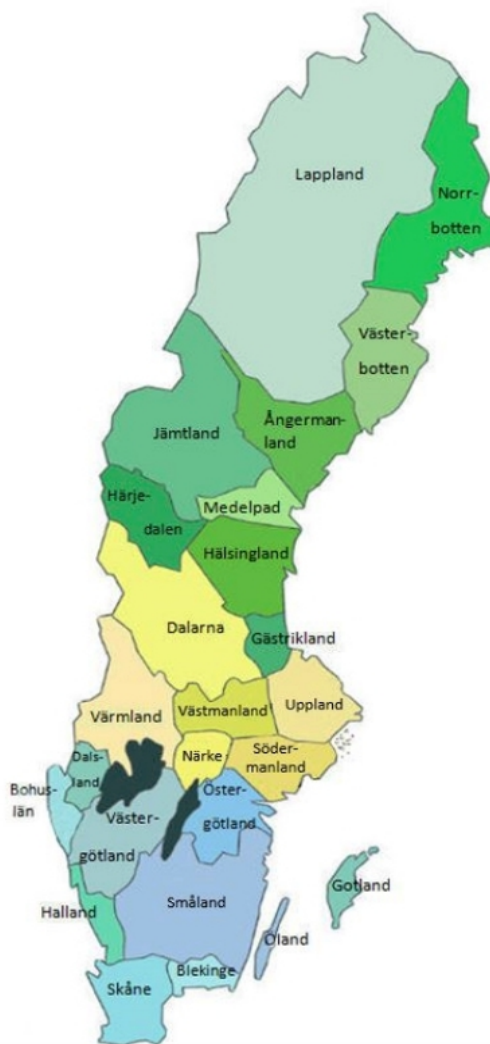 Lappland
Norr-
botten
Väster-
botten
Ångerman-
land
Jämtland
Härje-
dalen
Medelpad
Hälsingland
Dalarna
Gästrikland
Uppland
Värmland
Västmanland
Närke
Söder-
manland
Dals-
land
Bohus-
län
Väster-
götland
Öster-
götland
Gotland
Halland
Småland
Öland
Skåne
Blekinge